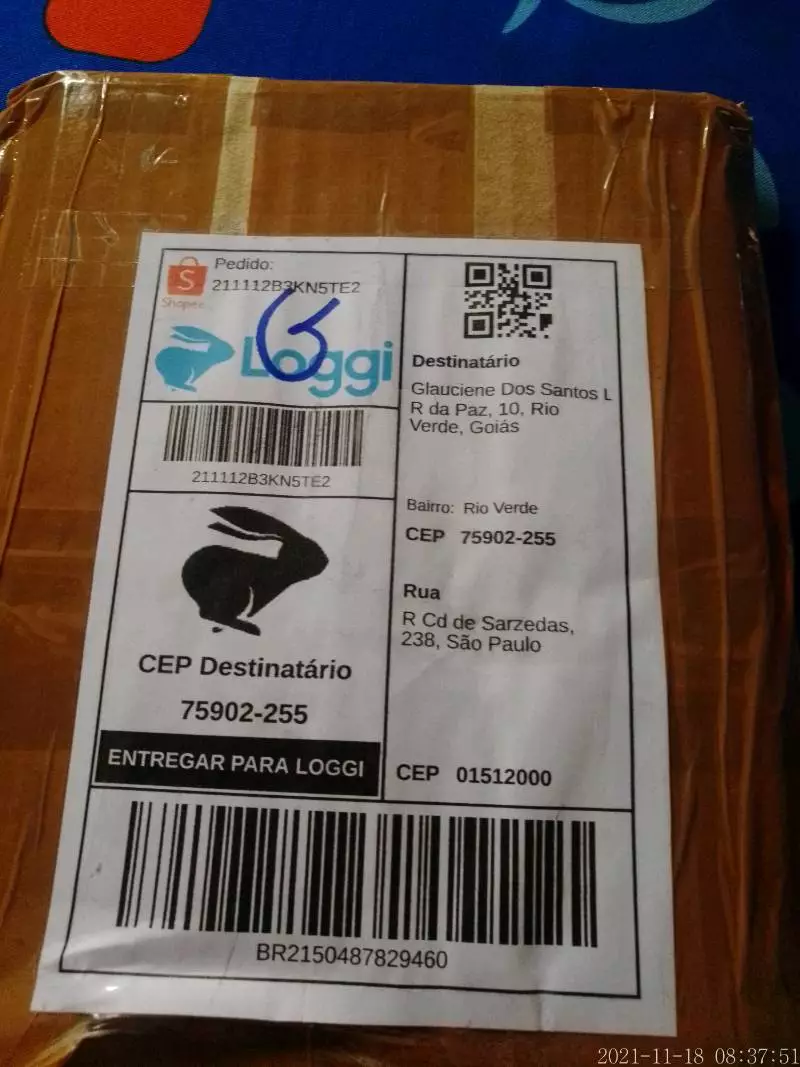 Pedido:
211112B3KN5TE2
S
Shopee
Loggi
211112B3KN5TE2
CEP Destinatário
75902-255
ENTREGAR PARA LOGGI
Destinatário
Glauciene Dos Santos L
R da Paz, 10, Rio
Verde, Goiás
Bairro: Rio Verde
CEP 75902-255
Rua
R Cd de Sarzedas,
238, São Paulo
CEP 01512000
BR2150487829460
2021-11-18 08:37:51